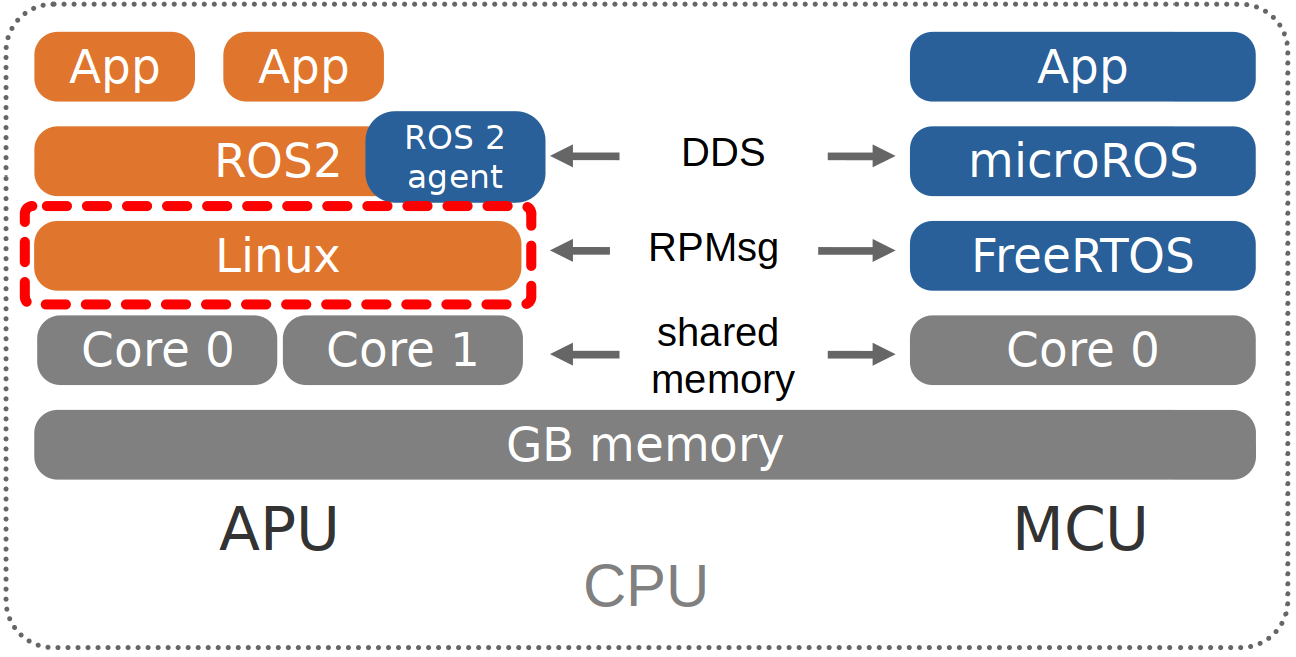 App App App
ROS2 ROS 2 agent DDS microROS
Linux RPMsg FreeRTOS
Core 0 Core 1 shared memory Core 0
GB memory
APU MCU
CPU